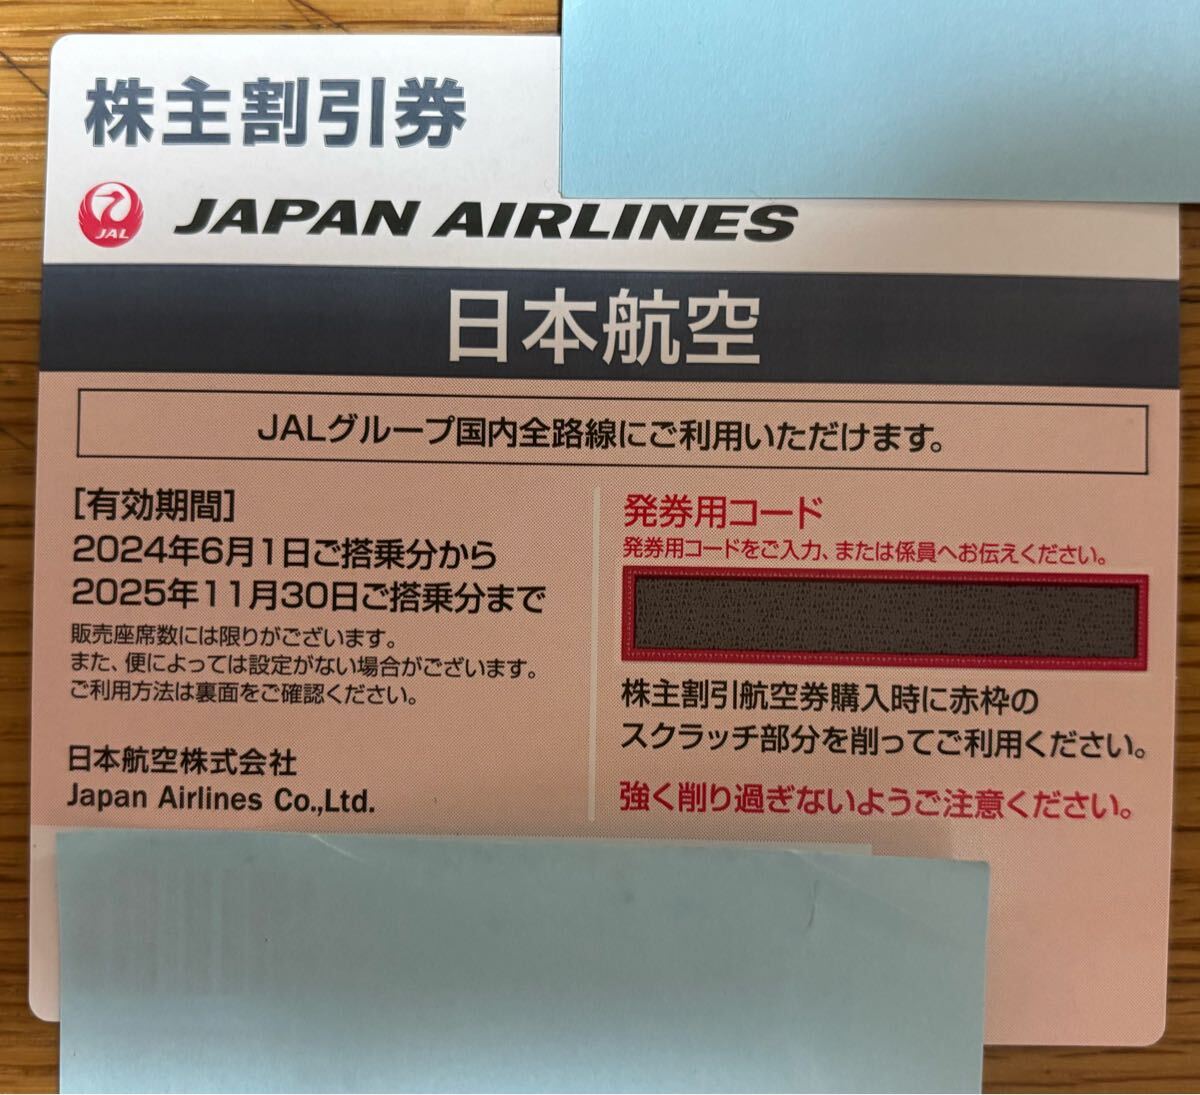 株主割引券
JAL
JAPAN AIRLINES
日本航空
JALグループ国内全路線にご利用いただけます。
[有効期間]
2024年6月1日ご搭乗分から
2025年11月30日ご搭乗分まで
販売座席数には限りがございます。
また、便によっては設定がない場合がございます。
ご利用方法は裏面をご確認ください。
日本航空株式会社
Japan Airlines Co.,Ltd.
発券用コード
発券用コードをご入力、または係員へお伝えください。
株主割引航空券購入時に赤枠の
スクラッチ部分を削ってご利用ください。
強く削り過ぎないようご注意ください。